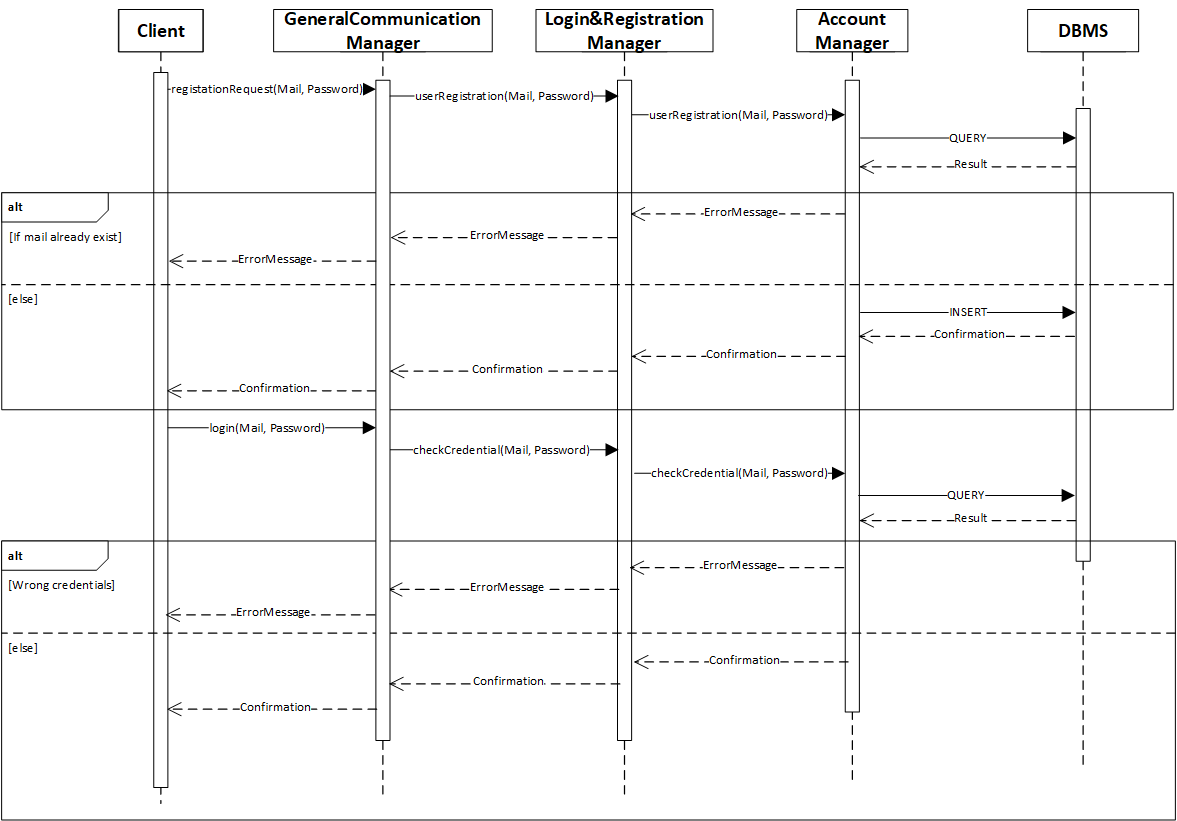 Client
GeneralCommunication
Manager
Login&Registration
Manager
Account
Manager
DBMS
registationRequest(Mail, Password)
userRegistration(Mail, Password)
userRegistration(Mail, Password)
QUERY
Result
alt
[If mail already exist]
ErrorMessage
ErrorMessage
ErrorMessage
[else]
INSERT
Confirmation
Confirmation
Confirmation
Confirmation
login(Mail, Password)
checkCredential(Mail, Password)
checkCredential(Mail, Password)
QUERY
Result
alt
[Wrong credentials]
ErrorMessage
ErrorMessage
ErrorMessage
[else]
Confirmation
Confirmation
Confirmation